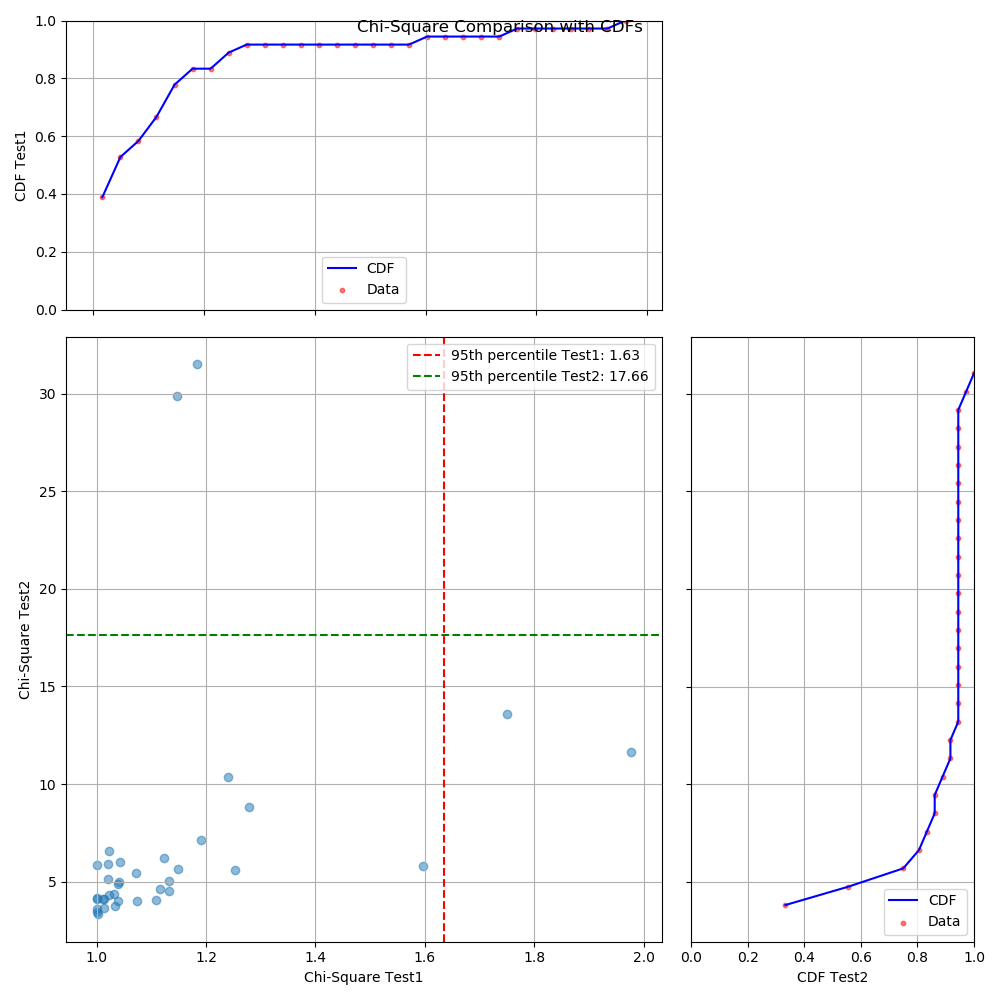 Chi-Square Comparison with CDFs
1.0
0.8
0.6
0.4
0.2
0.0
CDF Test1
CDF
Data
30
25
20
15
10
5
Chi-Square Test2
95th percentile Test1: 1.63
95th percentile Test2: 17.66
1.0 1.2 1.4 1.6 1.8 2.0
Chi-Square Test1
CDF
Data
0.0 0.2 0.4 0.6 0.8 1.0
CDF Test2